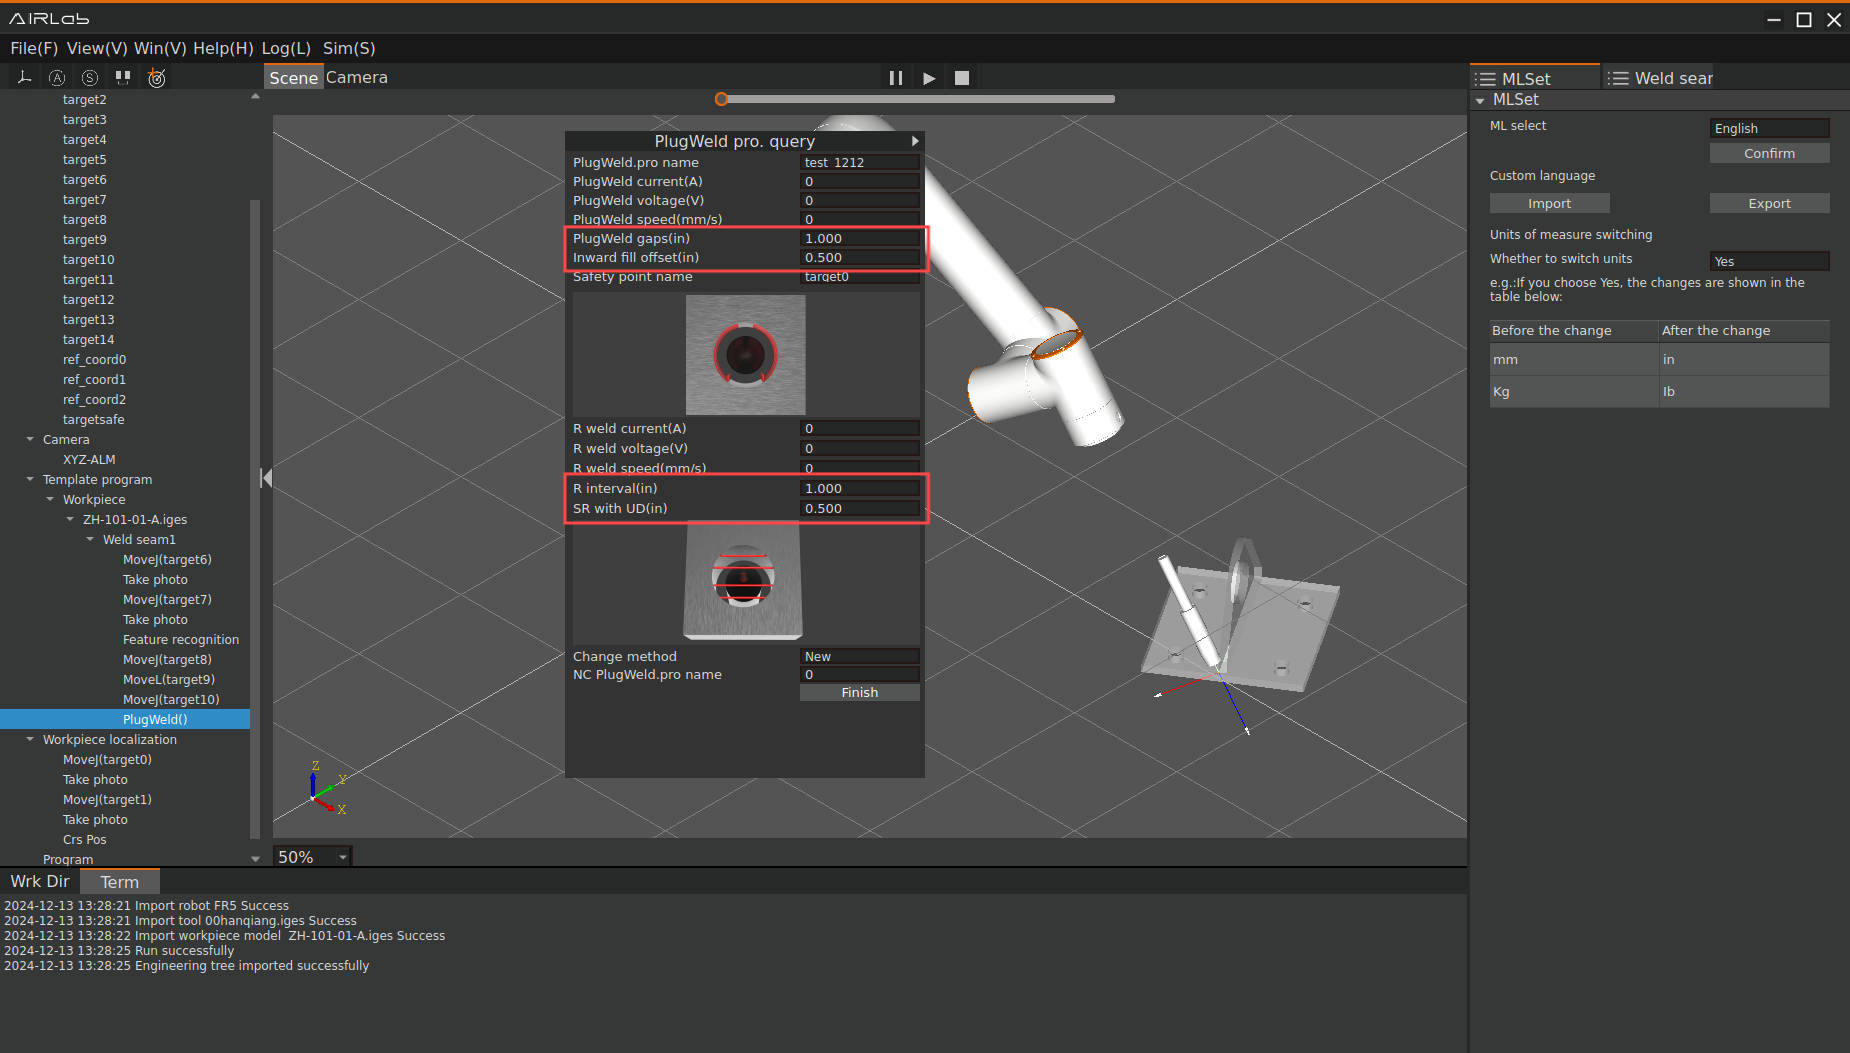 AIRLab
File(F) View(V) Win(V) Help(H) Log(L) Sim(S)
A S
Scene Camera
target2
target3
target4
target5
target6
target7
target8
target9
target10
target11
target12
target13
target14
ref_coord0
ref_coord1
ref_coord2
targetsafe
Camera
XYZ-ALM
Template program
Workpiece
ZH-101-01-A.iges
Weld seam1
MoveJ(target6)
Take photo
MoveJ(target7)
Take photo
Feature recognition
MoveJ(target8)
MoveL(target9)
MoveJ(target10)
PlugWeld()
Workpiece localization
MoveJ(target0)
Take photo
MoveJ(target1)
Take photo
Crs Pos
Program
PlugWeld pro. query
PlugWeld.pro name test_1212
PlugWeld current(A) 0
PlugWeld voltage(V) 0
PlugWeld speed(mm/s) 0
PlugWeld gaps(in) 1.000
Inward fill offset(in) 0.500
Safety point name target0
R weld current(A) 0
R weld voltage(V) 0
R weld speed(mm/s) 0
R interval(in) 1.000
SR with UD(in) 0.500
Change method New
NC PlugWeld.pro name 0
Finish
Z
Y
X
50%
MLSet Weld sear
MLSet
ML select English
Confirm
Custom language
Import Export
Units of measure switching
Whether to switch units Yes
e.g.:If you choose Yes, the changes are shown in the
table below:
Before the change After the change
mm in
Kg lb
Wrk Dir Term
2024-12-13 13:28:21 Import robot FR5 Success
2024-12-13 13:28:21 Import tool 00hanqiang.iges Success
2024-12-13 13:28:22 Import workpiece model  ZH-101-01-A.iges Success
2024-12-13 13:28:25 Run successfully
2024-12-13 13:28:25 Engineering tree imported successfully